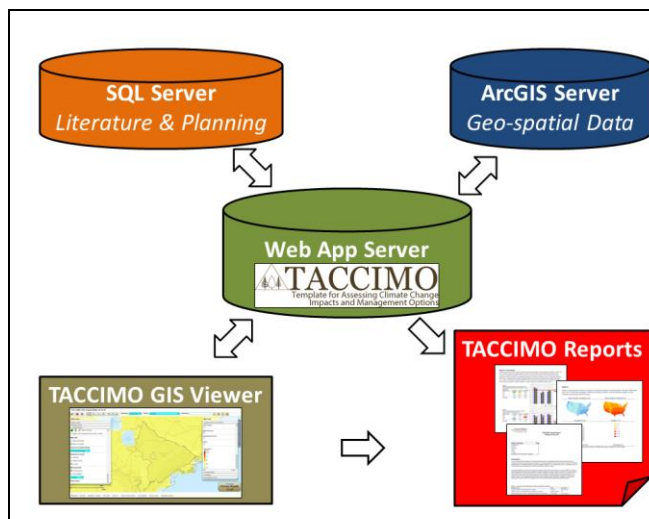 SQL Server
Literature & Planning
ArcGIS Server
Geo-spatial Data
Web App Server
TACCIMO
Template for Assessing Climate Change
Impacts and Management Options
TACCIMO GIS Viewer
TACCIMO Reports